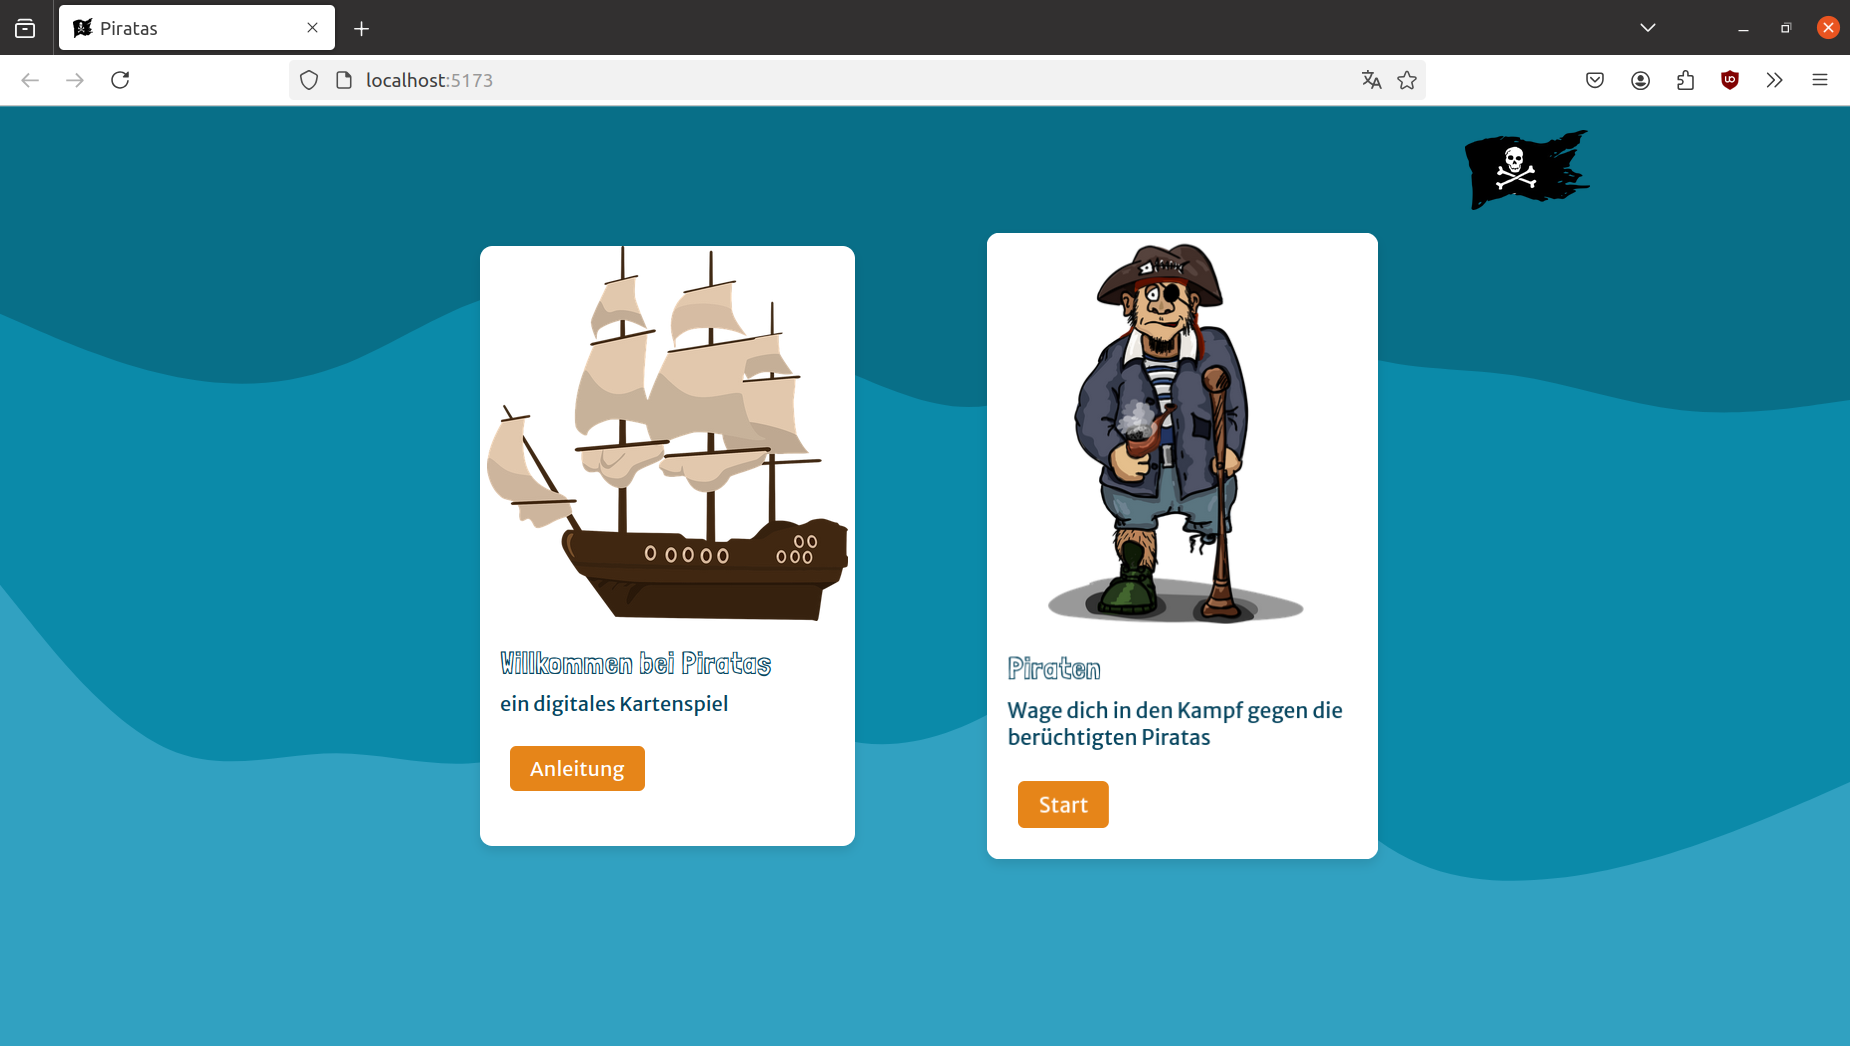 Piratas
localhost:5173
Willkommen bei Piratas
ein digitales Kartenspiel
Anleitung
Piraten
Wage dich in den Kampf gegen die
berüchtigten Piratas
Start